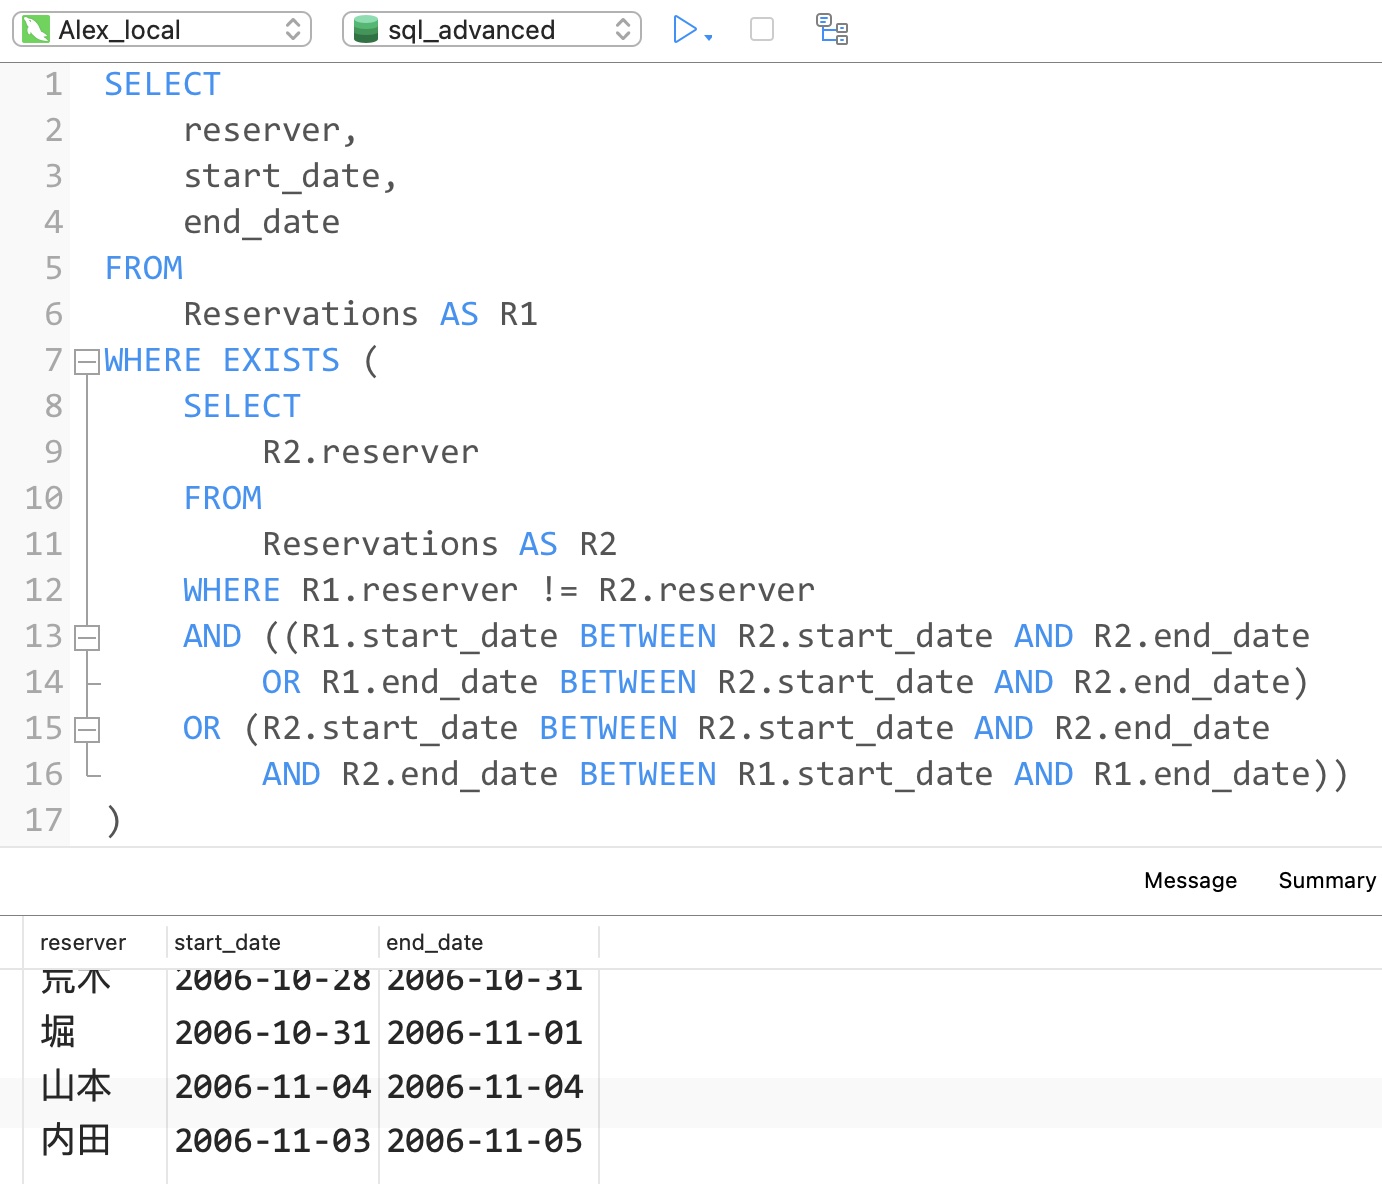 Alex_local sql_advanced
1 SELECT
2 reserver,
3 start_date,
4 end_date
5 FROM
6 Reservations AS R1
7 WHERE EXISTS (
8 SELECT
9 R2.reserver
10 FROM
11 Reservations AS R2
12 WHERE R1.reserver != R2.reserver
13 AND ((R1.start_date BETWEEN R2.start_date AND R2.end_date
14 OR R1.end_date BETWEEN R2.start_date AND R2.end_date)
15 OR (R2.start_date BETWEEN R2.start_date AND R2.end_date
16 AND R2.end_date BETWEEN R1.start_date AND R1.end_date))
17 )
Message Summary
reserver start_date end_date
荒木 2006-10-28 2006-10-31
堀 2006-10-31 2006-11-01
山本 2006-11-04 2006-11-04
内田 2006-11-03 2006-11-05